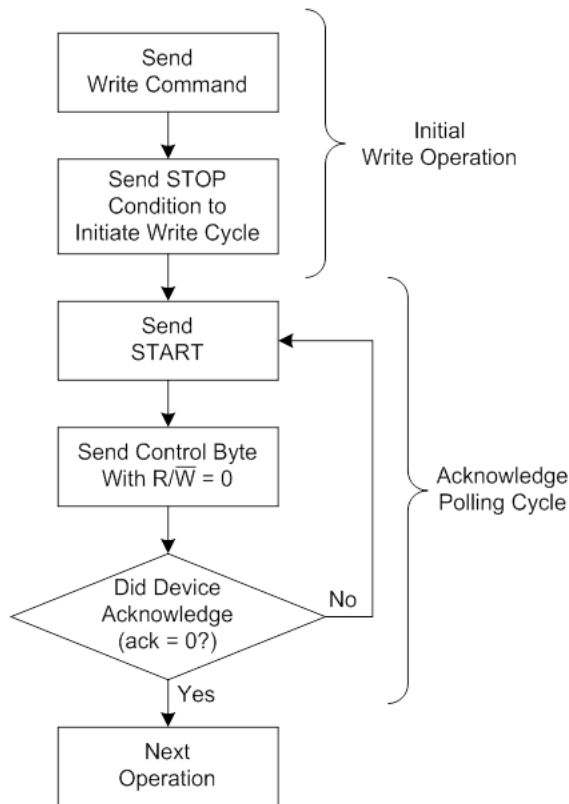 Send
Write Command
Initial
Write Operation
Send STOP
Condition to
Initiate Write Cycle
Send
START
Send Control Byte
With R/W̅ = 0
Acknowledge
Polling Cycle
Did Device
Acknowledge
(ack = 0?)
No
Yes
Next
Operation